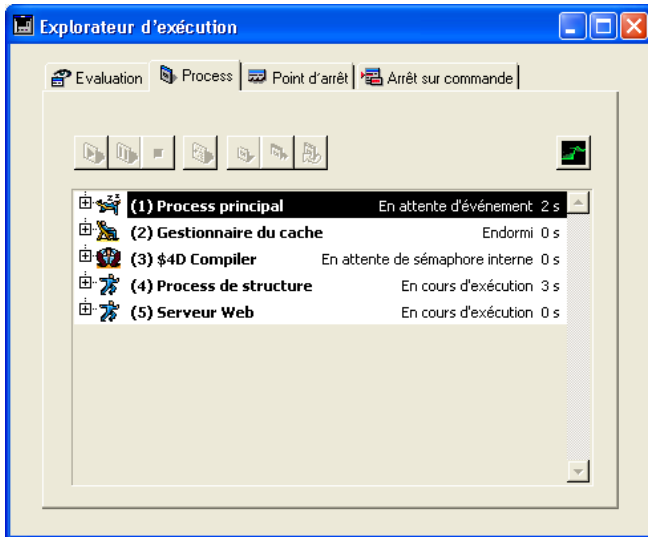 Explorateur d'exécution
Evaluation Process Point d'arrêt Arrêt sur commande
(1) Process principal En attente d'événement 2 s
(2) Gestionnaire du cache Endormi 0 s
(3) $4D Compiler En attente de sémaphore interne 0 s
(4) Process de structure En cours d'exécution 3 s
(5) Serveur Web En cours d'exécution 0 s